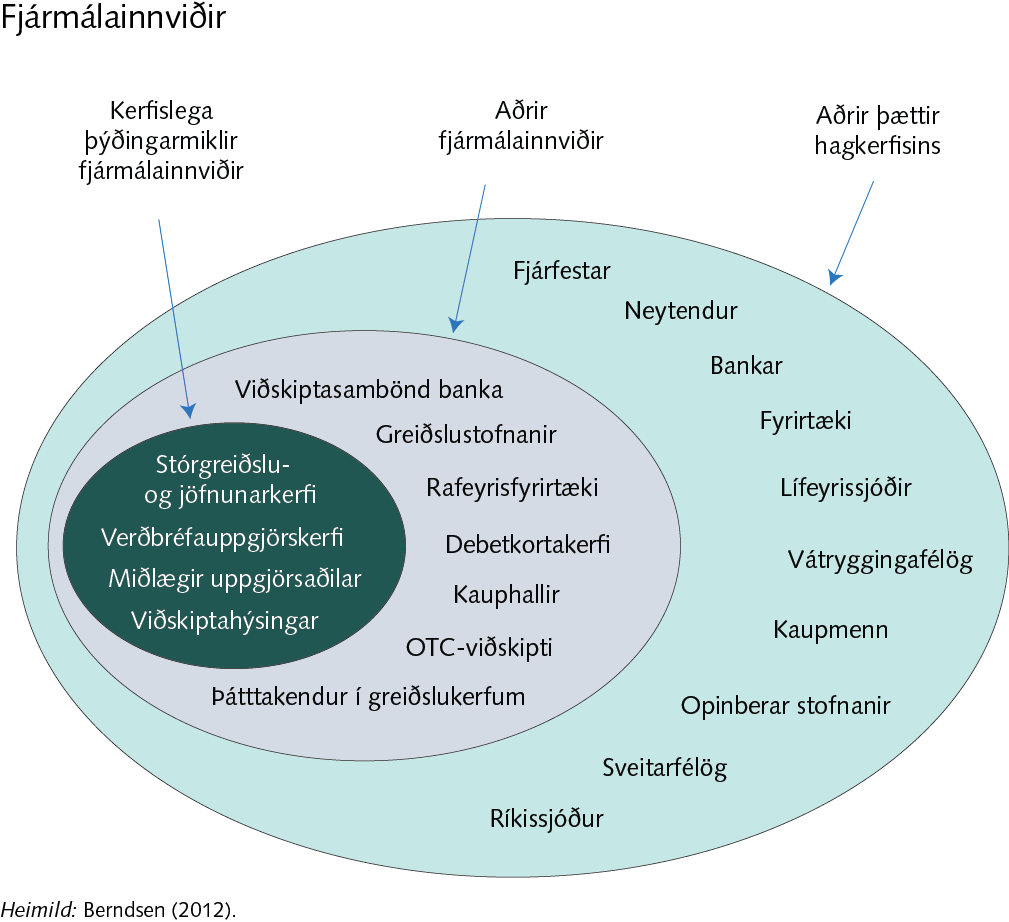 Fjármálainnviðir
Kerfislega
þýðingarmiklir
fjármálainnviðir
Aðrir
fjármálainnviðir
Aðrir þættir
hagkerfisins
Fjárfestar
Neytendur
Bankar
Fyrirtæki
Lífeyrissjóðir
Vátryggingafélög
Kaupmenn
Opinberar stofnanir
Sveitarfélög
Ríkissjóður
Viðskiptasambönd banka
Greiðslustofnanir
Rafeyrisfyrirtæki
Debetkortakerfi
Kauphallir
OTC-viðskipti
Þátttakendur í greiðslukerfum
Stórgreiðslu-
og jöfnunarkerfi
Verðbréfauppgjörskerfi
Miðlægir uppgjörsaðilar
Viðskiptahýsingar
Heimild: Berndsen (2012).